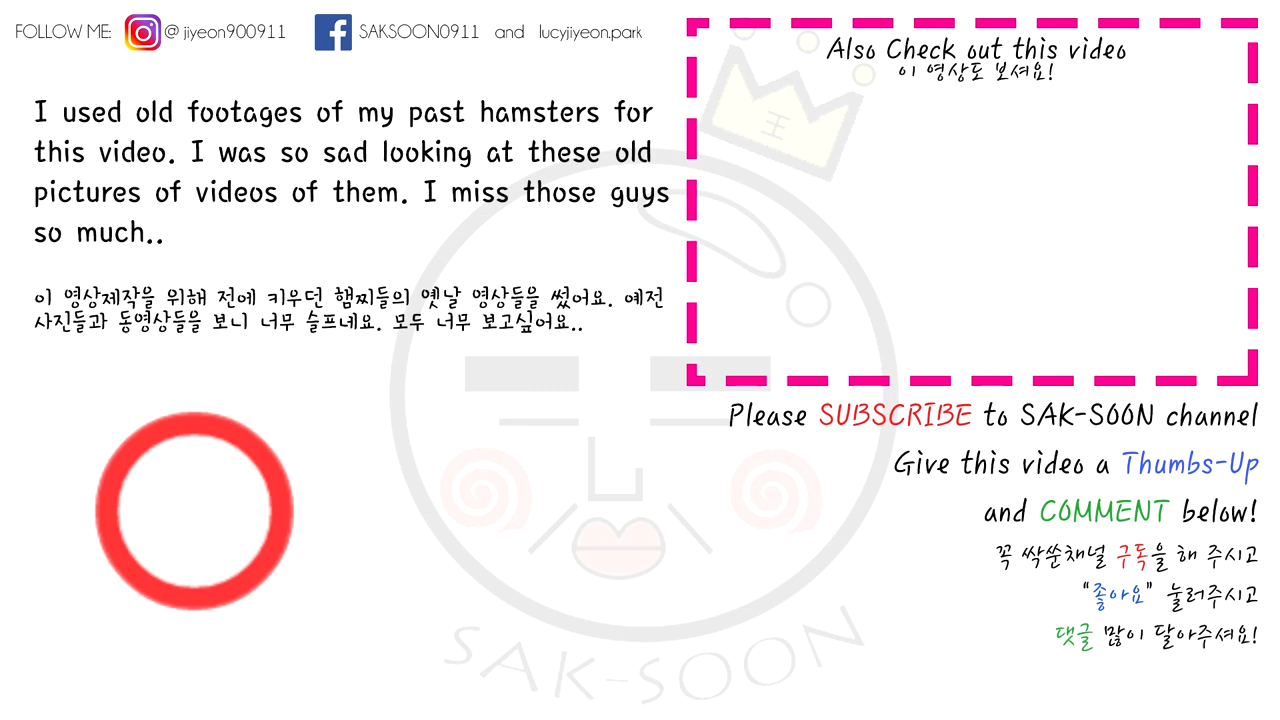 FOLLOW ME: @jiyeon900911 SAKSOON0911 and lucyjiyeon.park
I used old footages of my past hamsters for
this video. I was so sad looking at these old
pictures of videos of them. I miss those guys
so much..
이 영상제작을 위해 전에 키우던 햄찌들의 옛날 영상들을 썼어요. 예전
사진들과 동영상들을 보니 너무 슬프네요. 모두 너무 보고싶어요..
Also Check out this video
이 영상도 보셔요!
王
Please SUBSCRIBE to SAK-SOON channel
Give this video a Thumbs-Up
and COMMENT below!
꼭 싹쑨채널 구독을 해 주시고
"좋아요" 눌러주시고
댓글 많이 달아주셔요!
SAK-SOON